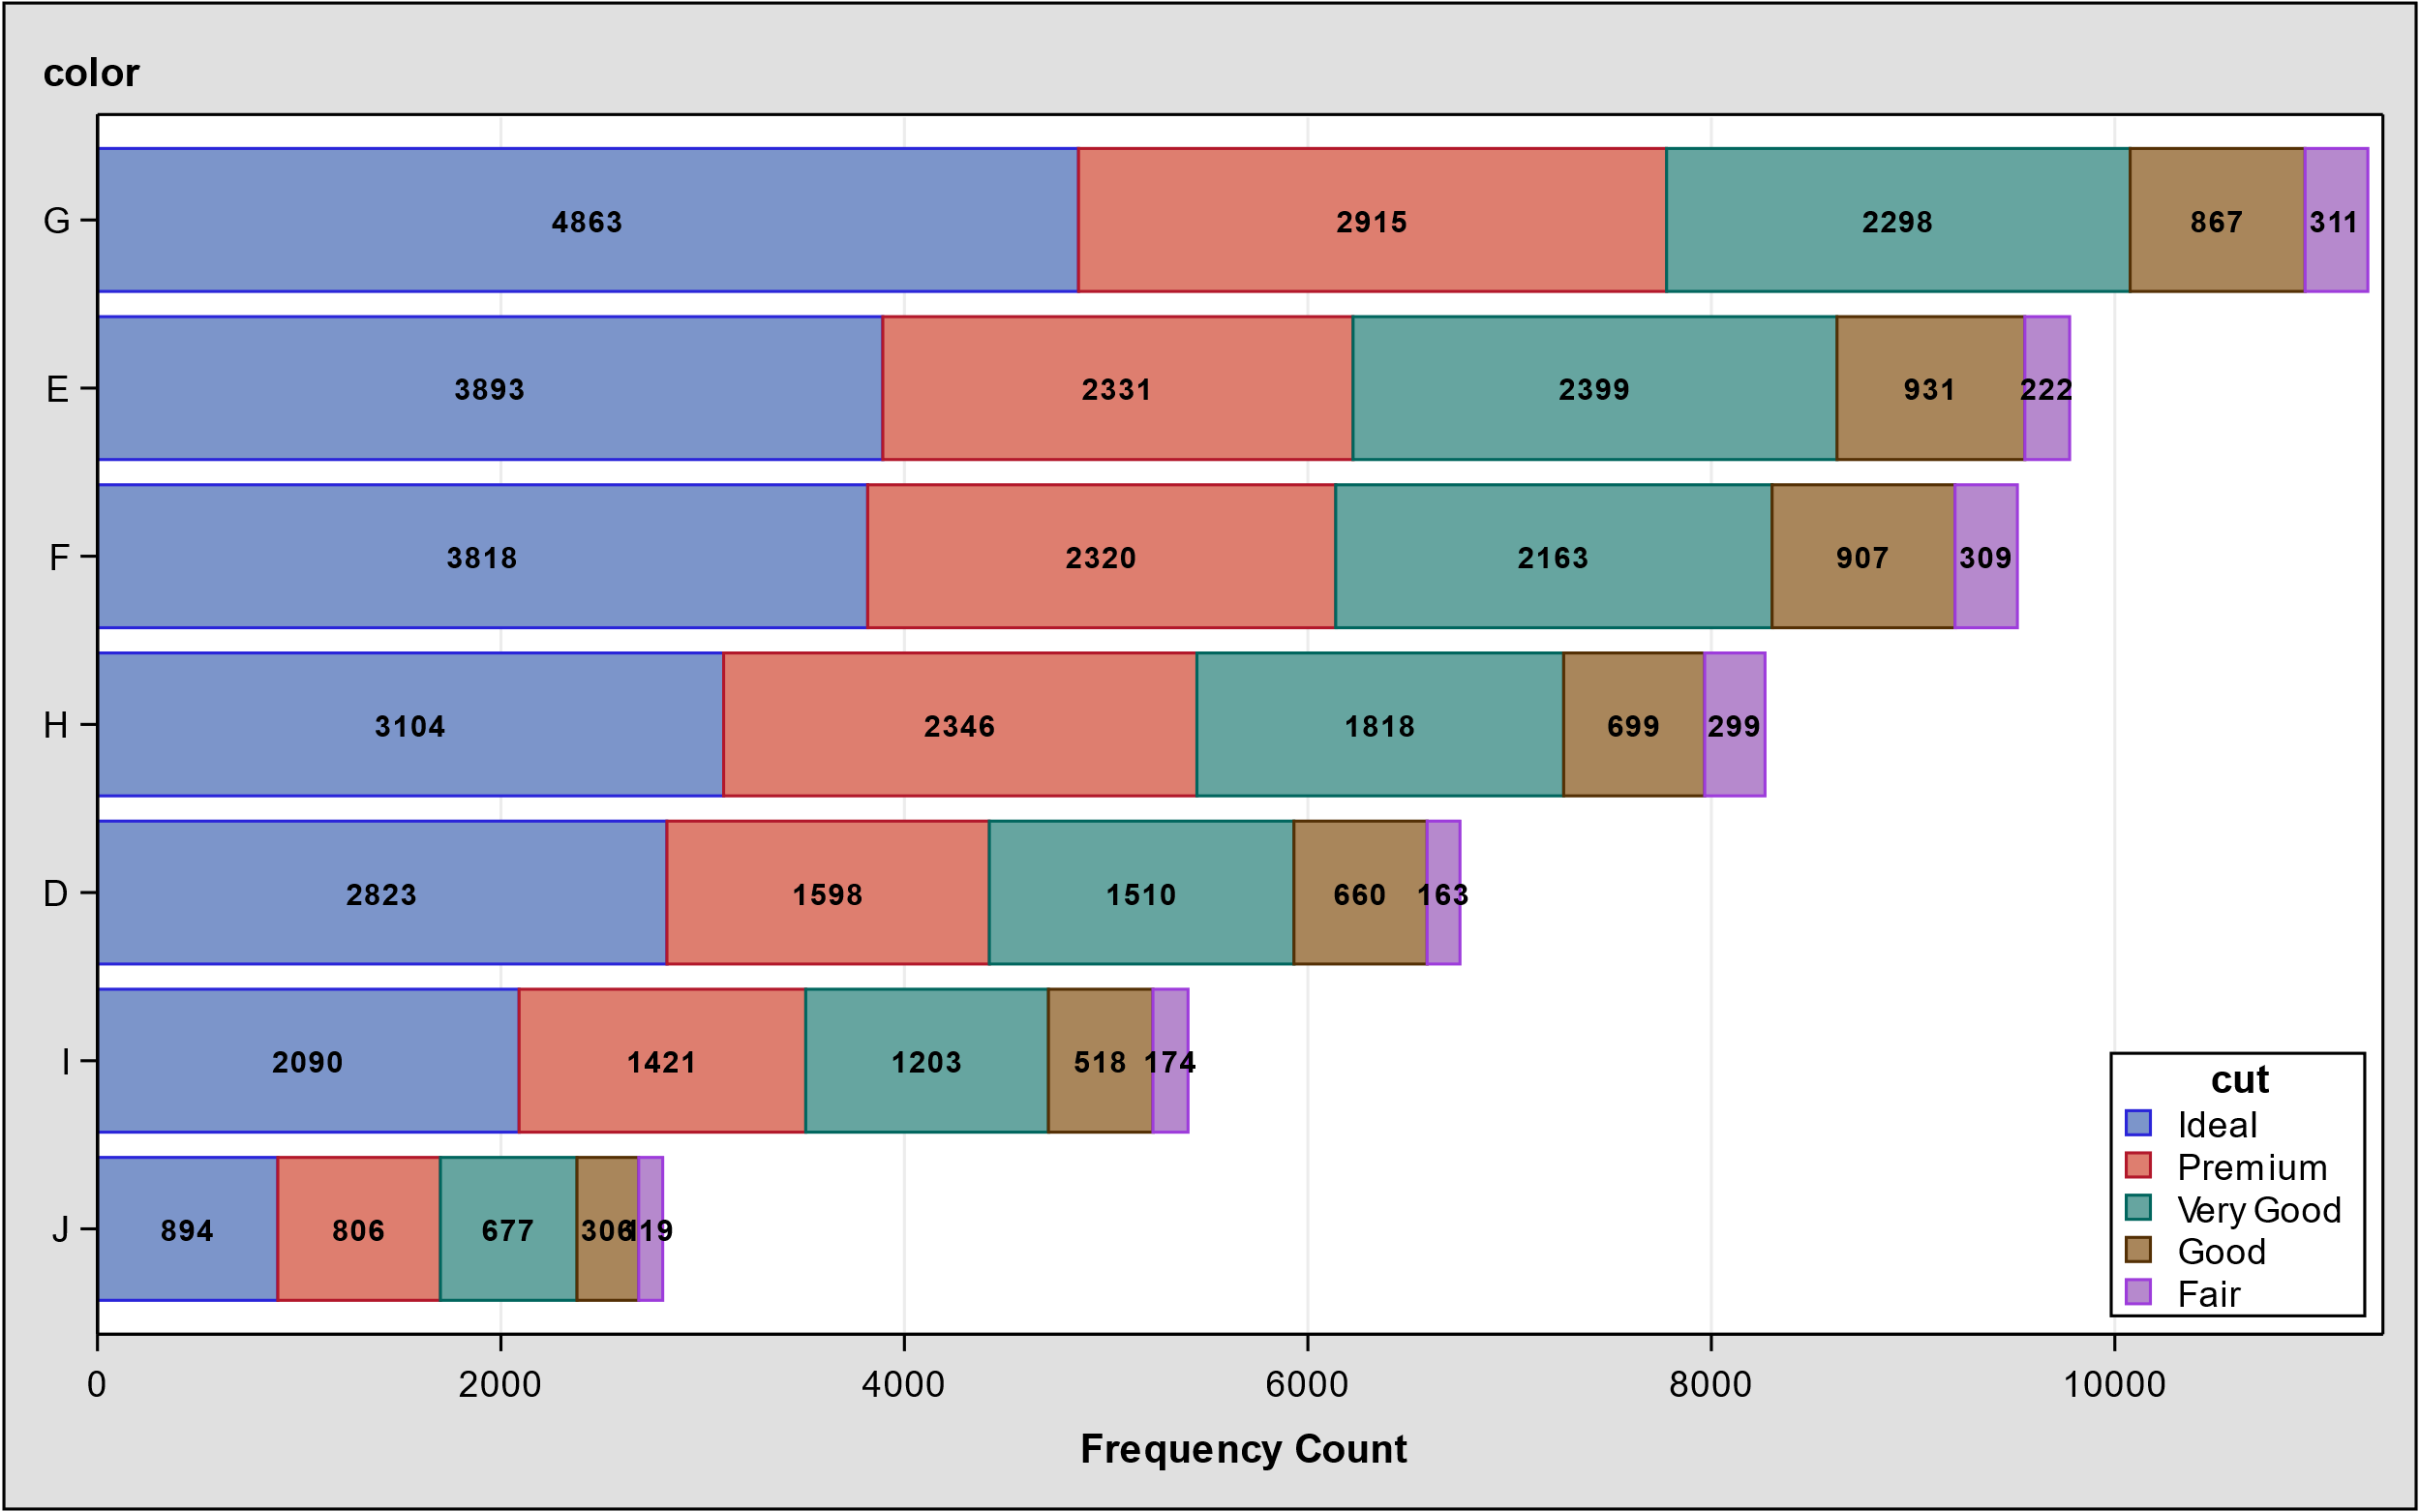 color
G 4863 2915 2298 867 311
E 3893 2331 2399 931 222
F 3818 2320 2163 907 309
H 3104 2346 1818 699 299
D 2823 1598 1510 660 163
I 2090 1421 1203 518 174
J 894 806 677 306 119
cut
Ideal
Premium
Very Good
Good
Fair
0 2000 4000 6000 8000 10000
Frequency Count